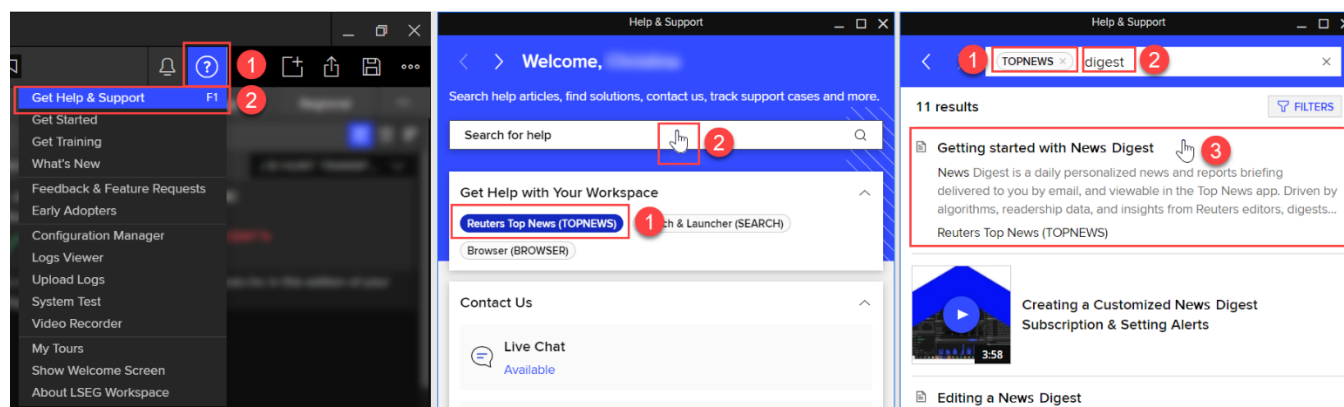 1
Get Help & Support F1
2
Get Started
Get Training
What's New
Feedback & Feature Requests
Early Adopters
Configuration Manager
Logs Viewer
Upload Logs
System Test
Video Recorder
My Tours
Show Welcome Screen
About LSEG Workspace
Help & Support
Welcome,
Search help articles, find solutions, contact us, track support cases and more.
Search for help
2
Get Help with Your Workspace
Reuters Top News (TOPNEWS) 1 ch & Launcher (SEARCH)
Browser (BROWSER)
Contact Us
Live Chat
Available
Help & Support
1 TOPNEWS digest 2
11 results FILTERS
Getting started with News Digest 3
News Digest is a daily personalized news and reports briefing
delivered to you by email, and viewable in the Top News app. Driven by
algorithms, readership data, and insights from Reuters editors, digests...
Reuters Top News (TOPNEWS)
Creating a Customized News Digest
Subscription & Setting Alerts
3:58
Editing a News Digest